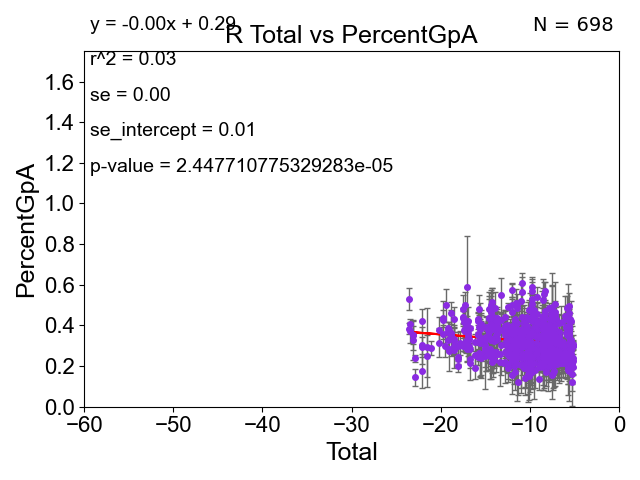 y = -0.00x + 0.29
R Total vs PercentGpA
N = 698
r^2 = 0.03
se = 0.00
se_intercept = 0.01
p-value = 2.447710775329283e-05
PercentGpA
1.6
1.4
1.2
1.0
0.8
0.6
0.4
0.2
0.0
−60
−50
−40
−30
−20
−10
0
Total